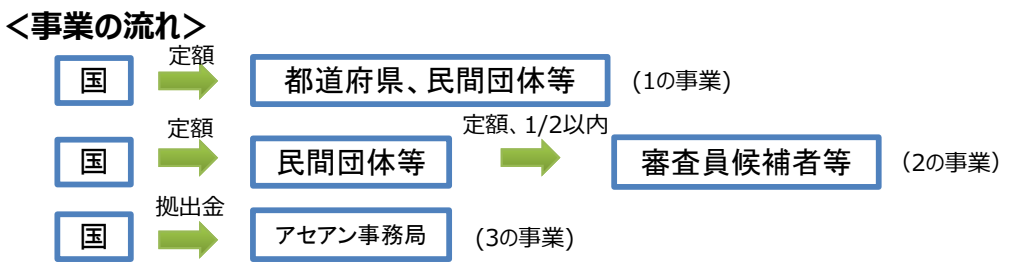 ＜事業の流れ＞
定額
国 都道府県、民間団体等 (1の事業)
定額 定額、1/2以内
国 民間団体等 審査員候補者等 (2の事業)
拠出金
国 アセアン事務局 (3の事業)